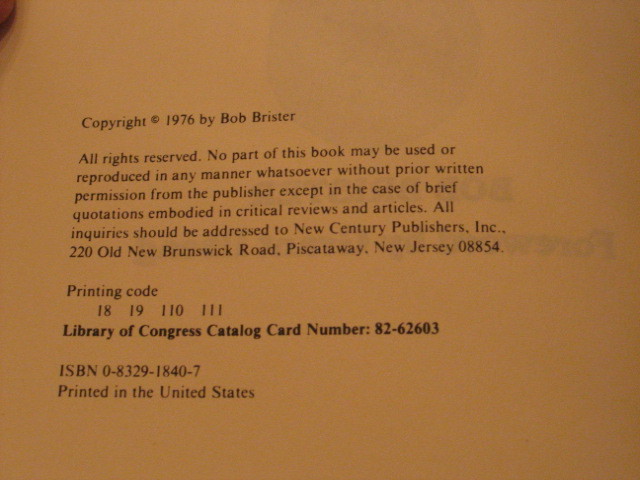 Copyright © 1976 by Bob Brister
All rights reserved. No part of this book may be used or
reproduced in any manner whatsoever without prior written
permission from the publisher except in the case of brief
quotations embodied in critical reviews and articles. All
inquiries should be addressed to New Century Publishers, Inc.,
220 Old New Brunswick Road, Piscataway, New Jersey 08854.
Printing code
18 19 110 111
Library of Congress Catalog Card Number: 82-62603
ISBN 0-8329-1840-7
Printed in the United States